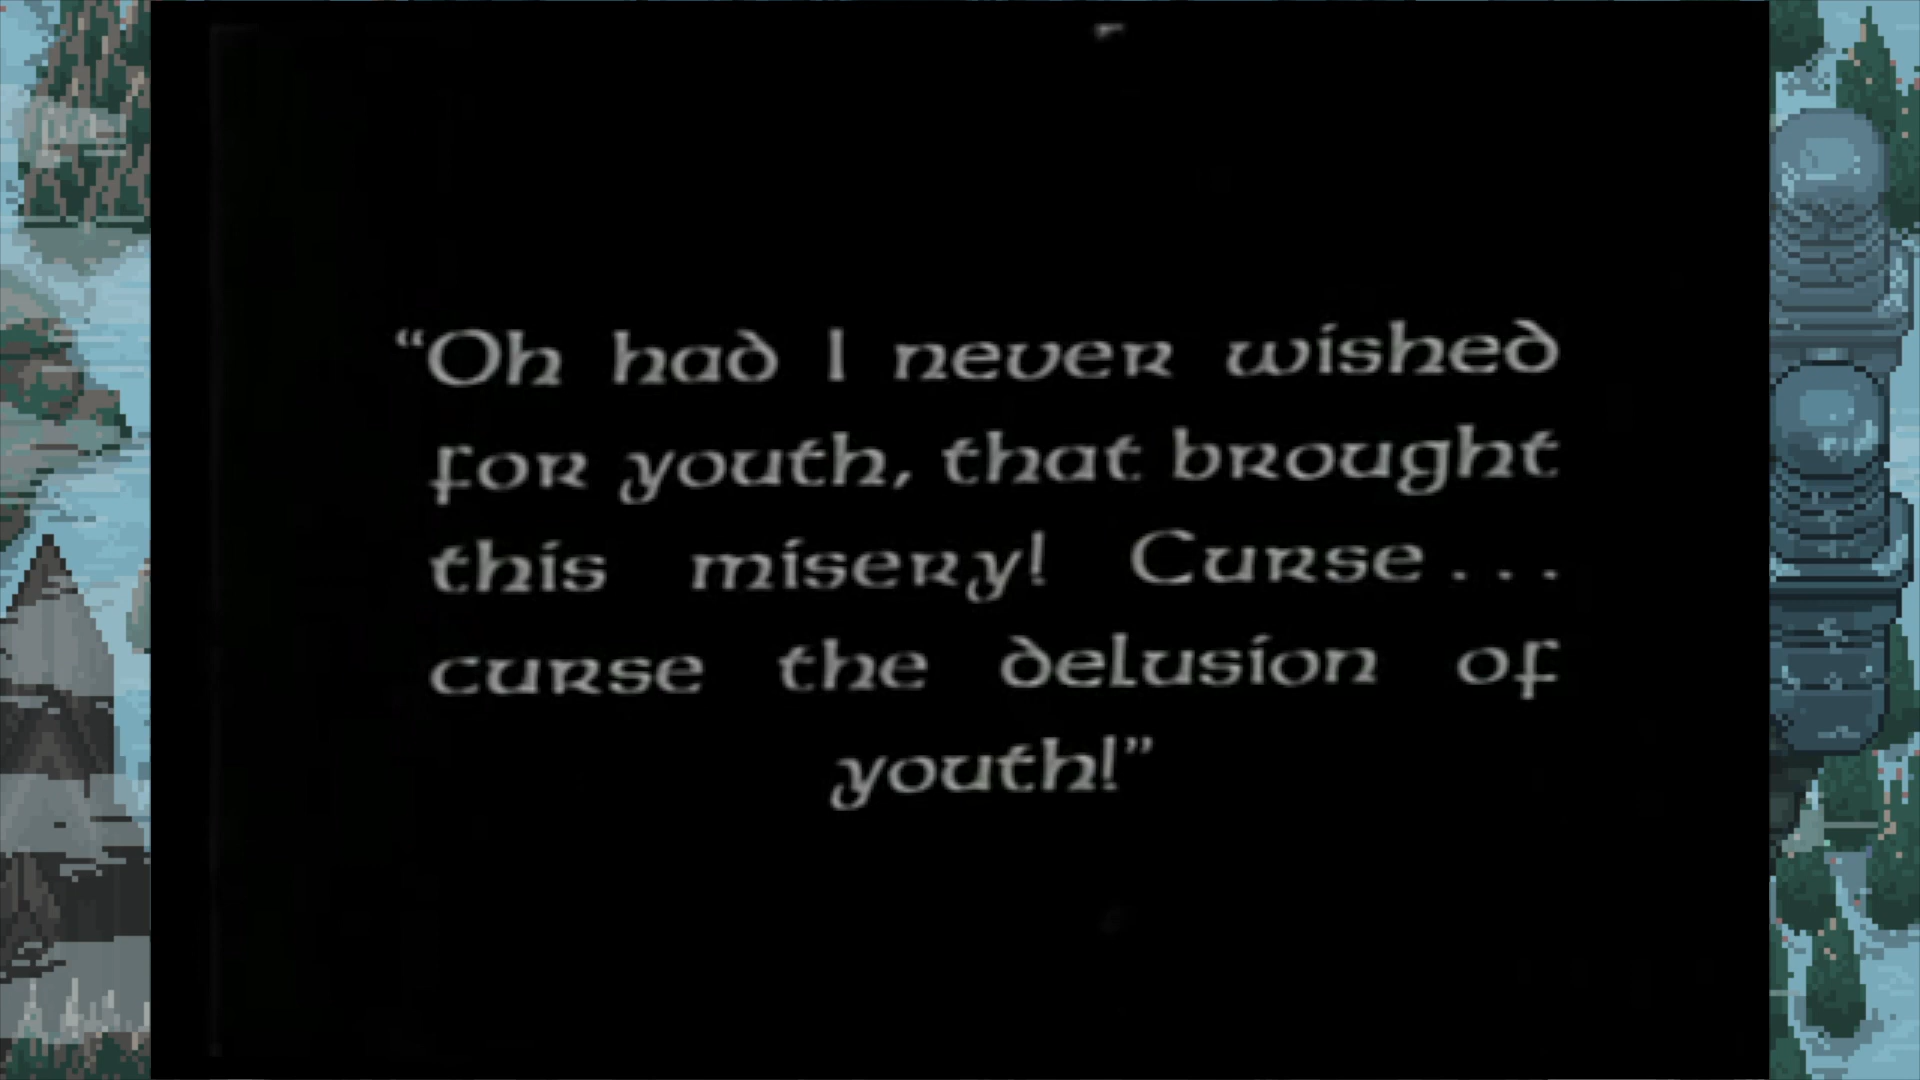 “Oh had I never wished
for youth, that brought
this misery! Curse...
curse the delusion of
youth!”